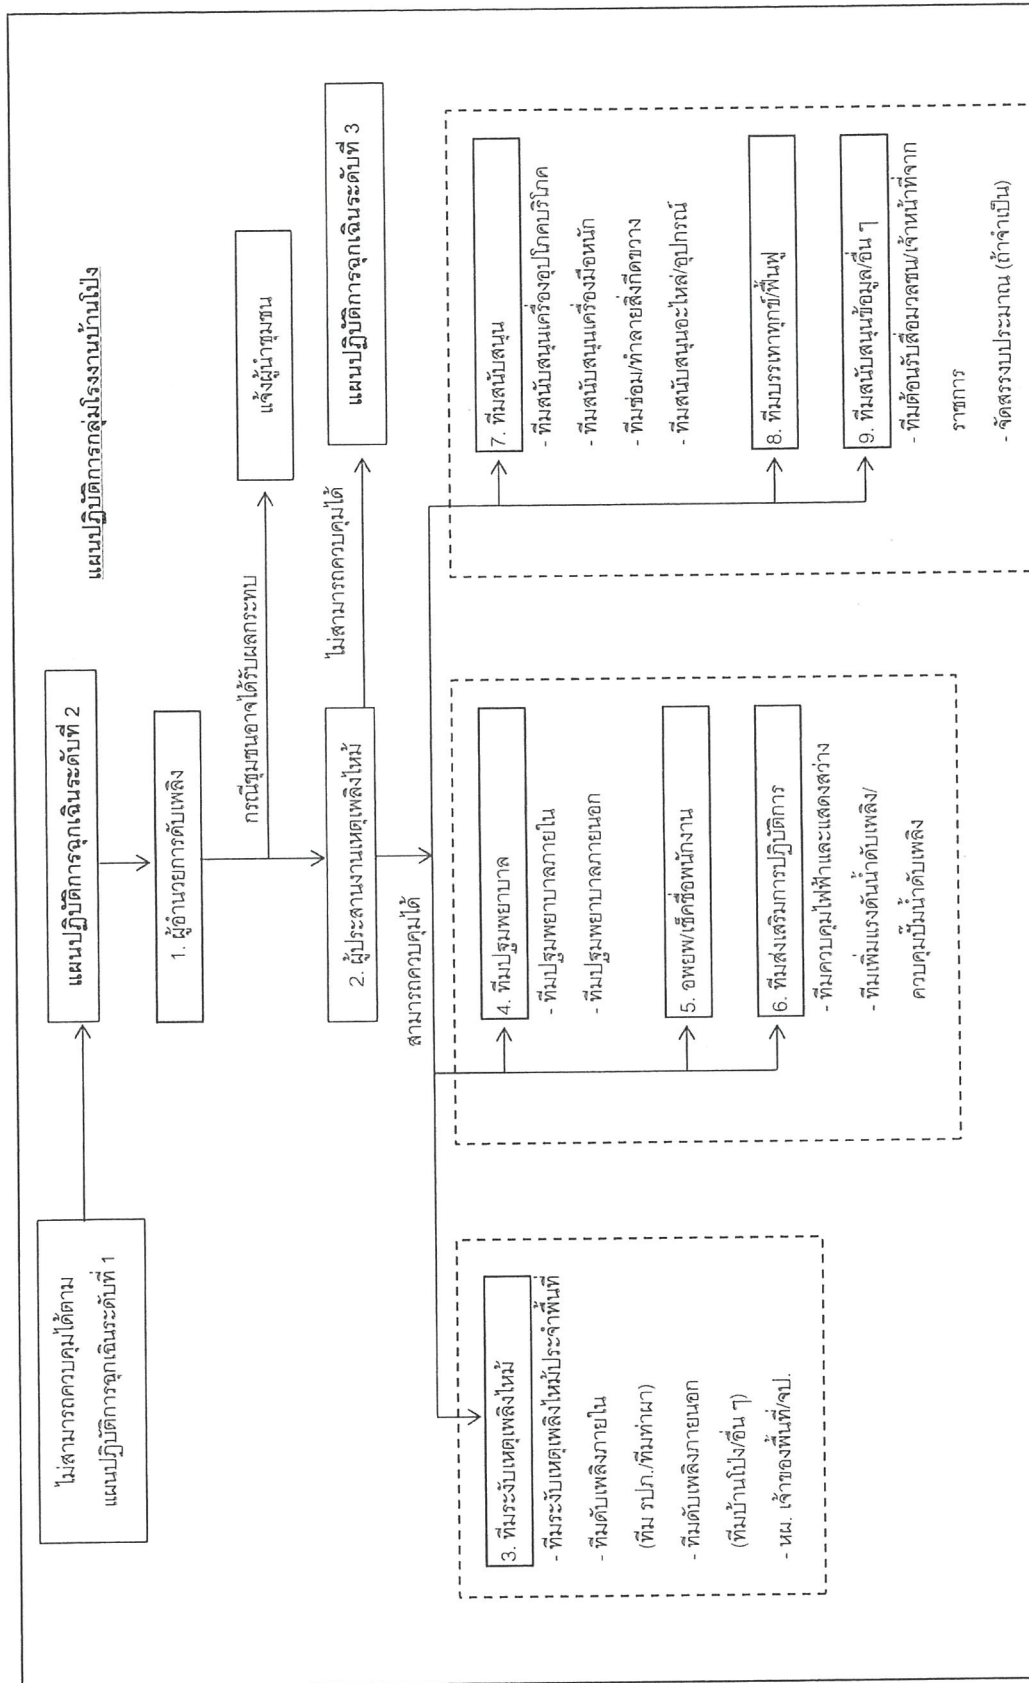 แผนปฏิบัติการกลุ่มโรงงานบ้านโป่ง
ไม่สามารถควบคุมได้ตาม
แผนปฏิบัติการฉุกเฉินระดับที่ 1
แผนปฏิบัติการฉุกเฉินระดับที่ 2
1. ผู้อำนวยการดับเพลิง
กรณีชุมชนอาจได้รับผลกระทบ
แจ้งผู้นำชุมชน
2. ผู้ประสานงานเหตุเพลิงไหม้
ไม่สามารถควบคุมได้
แผนปฏิบัติการฉุกเฉินระดับที่ 3
สามารถควบคุมได้
3. ทีมระงับเหตุเพลิงไหม้
- ทีมระงับเหตุเพลิงไหม้ประจำพื้นที่
- ทีมดับเพลิงภายใน
(ทีม รปภ./ทีมท่าผา)
- ทีมดับเพลิงภายนอก
(ทีมบ้านโป่ง/อื่น ๆ)
- หผ. เจ้าของพื้นที่/จป.
4. ทีมปฐมพยาบาล
- ทีมปฐมพยาบาลภายใน
- ทีมปฐมพยาบาลภายนอก
5. อพยพ/เช็คชื่อพนักงาน
6. ทีมส่งเสริมการปฏิบัติการ
- ทีมควบคุมไฟฟ้าและแสดงสว่าง
- ทีมเพิ่มแรงดันน้ำดับเพลิง/
ควบคุมปั๊มน้ำดับเพลิง
7. ทีมสนับสนุน
- ทีมสนับสนุนเครื่องอุปโภคบริโภค
- ทีมสนับสนุนเครื่องมือหนัก
- ทีมซ่อม/ทำลายสิ่งกีดขวาง
- ทีมสนับสนุนอะไหล่/อุปกรณ์
8. ทีมบรรเทาทุกข์/ฟื้นฟู
9. ทีมสนับสนุนข้อมูล/อื่น ๆ
- ทีมต้อนรับสื่อมวลชน/เจ้าหน้าที่จาก
ราชการ
- จัดสรรงบประมาณ (ถ้าจำเป็น)